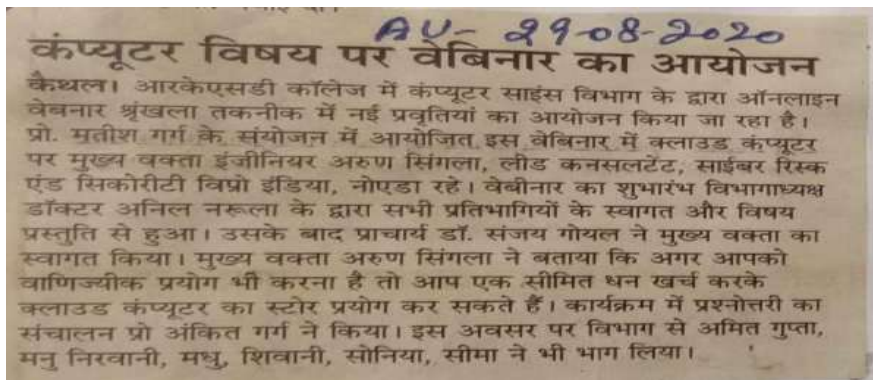 AU- 29-08-2020
कंप्यूटर विषय पर वेबिनार का आयोजन
कैथल। आरकेएसडी कॉलेज में कंप्यूटर साइंस विभाग के द्वारा ऑनलाइन
वेबनार श्रृंखला तकनीक में नई प्रवृतियां का आयोजन किया जा रहा है।
प्रो. मृतीश गर्ग के संयोजन में आयोजित इस वेबिनार में क्लाउड कंप्यूटर
पर मुख्य वक्ता इंजीनियर अरुण सिंगला, लीड कनसलटेंट, साईबर रिस्क
एंड सिकोरीटी विप्रो इंडिया, नोएडा रहे। वेबीनार का शुभारंभ विभागाध्यक्ष
डॉक्टर अनिल नरूला के द्वारा सभी प्रतिभागियों के स्वागत और विषय
प्रस्तुति से हुआ। उसके बाद प्राचार्य डॉ. संजय गोयल ने मुख्य वक्ता का
स्वागत किया। मुख्य वक्ता अरुण सिंगला ने बताया कि अगर आपको
वाणिज्यीक प्रयोग भी करना है तो आप एक सीमित धन खर्च करके
क्लाउड कंप्यूटर का स्टोर प्रयोग कर सकते हैं। कार्यक्रम में प्रश्नोत्तरी का
संचालन प्रो अंकित गर्ग ने किया। इस अवसर पर विभाग से अमित गुप्ता,
मनु निरवानी, मधु, शिवानी, सोनिया, सीमा ने भी भाग लिया।